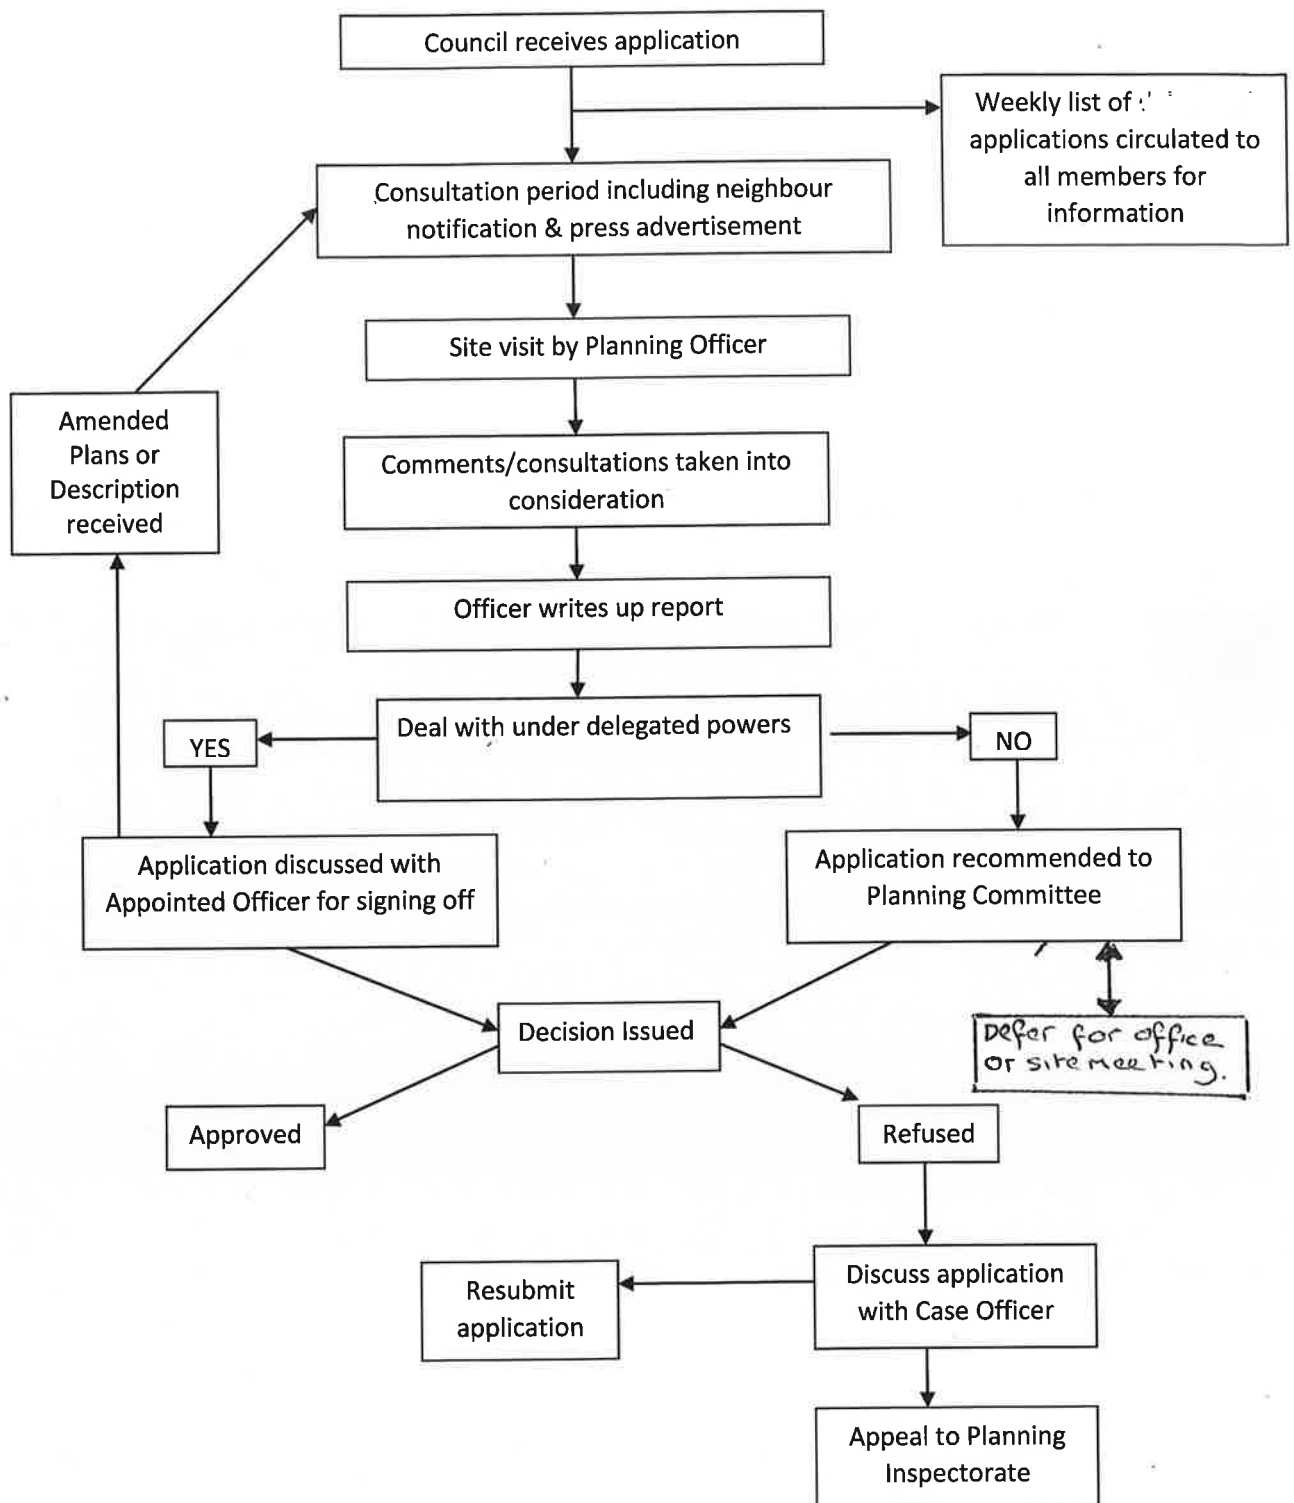 Council receives application
Weekly list of
applications circulated to
all members for
information
Consultation period including neighbour
notification & press advertisement
Site visit by Planning Officer
Amended
Plans or
Description
received
Comments/consultations taken into
consideration
Officer writes up report
Deal with under delegated powers
YES
NO
Application discussed with
Appointed Officer for signing off
Application recommended to
Planning Committee
Decision Issued
Defer for office
or site meeting.
Approved
Refused
Discuss application
with Case Officer
Resubmit
application
Appeal to Planning
Inspectorate